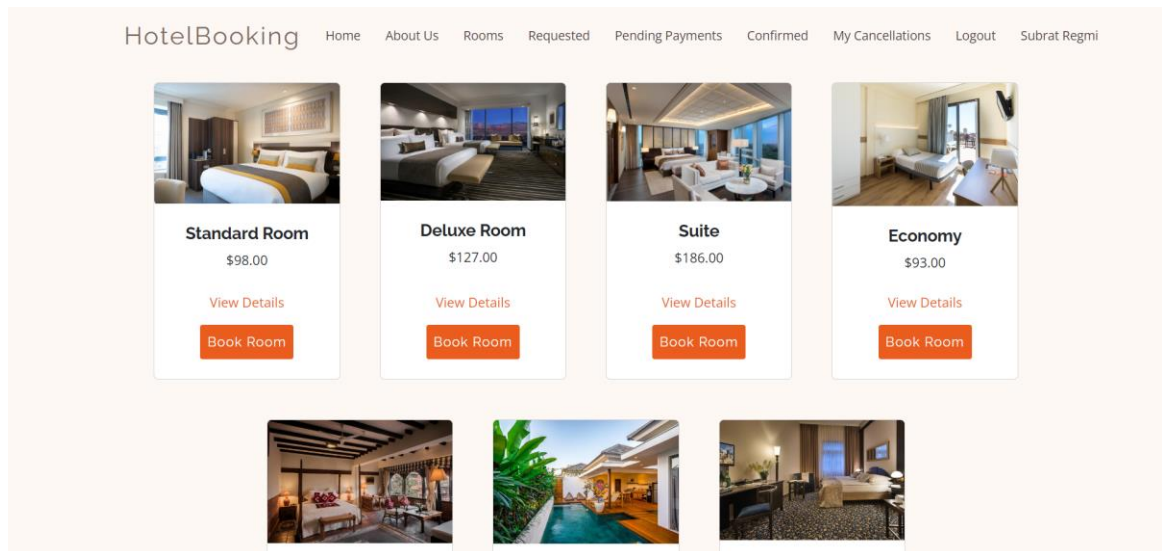 HotelBooking Home About Us Rooms Requested Pending Payments Confirmed My Cancellations Logout Subrat Regmi
Standard Room
$98.00
View Details
Book Room
Deluxe Room
$127.00
View Details
Book Room
Suite
$186.00
View Details
Book Room
Economy
$93.00
View Details
Book Room